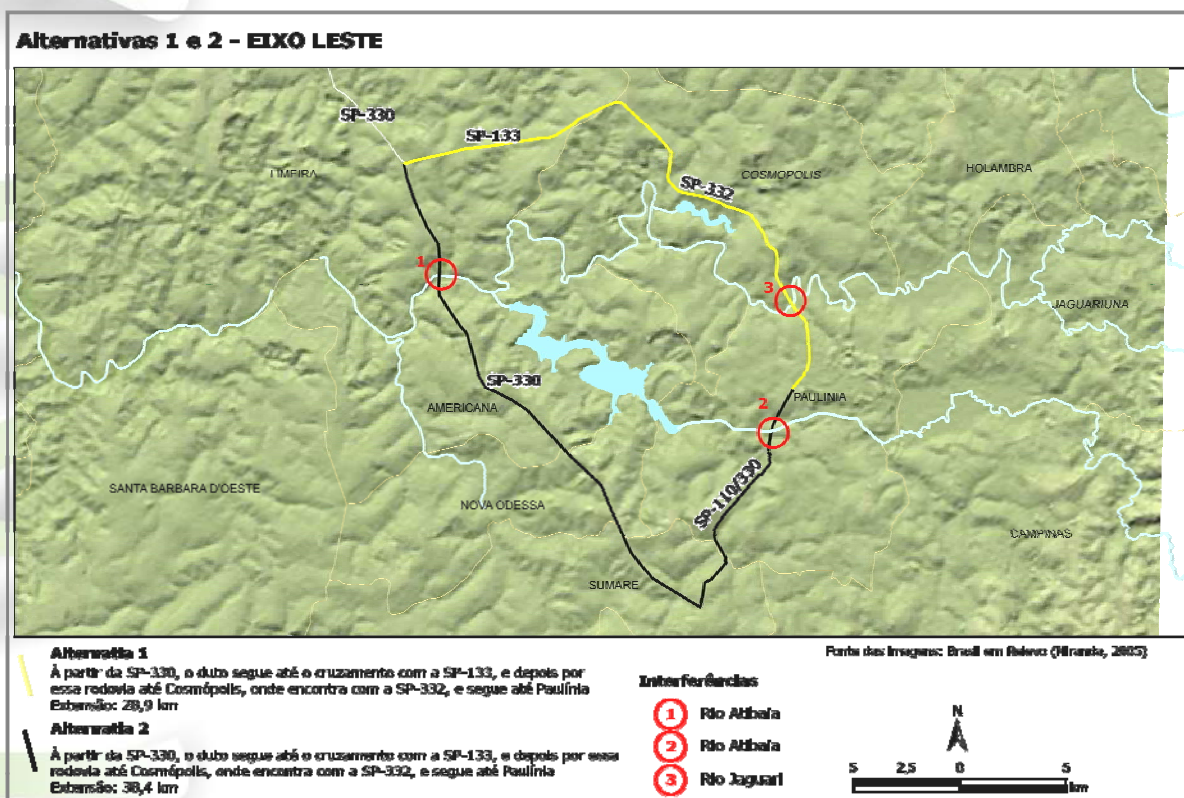 Alternativas 1 e 2 - EIXO LESTE
SP-330
SP-133
LIMEIRA
COSMOPOLIS
HOLAMBRA
SP-332
1
3
JAGUARIUNA
SP-330
AMERICANA
2
PAULINIA
SANTA BARBARA D'OESTE
NOVA ODESSA
SP-110/330
CAMPINAS
SUMARE
Alternatia 1
À partir da SP-330, o duto segue até o cruzamento com a SP-133, e depois por
essa rodovia até Cosmópolis, onde encontra com a SP-332, e segue até Paulínia
Extensão: 28,9 km
Alternatia 2
À partir da SP-330, o duto segue até o cruzamento com a SP-133, e depois por essa
rodovia até Cosmópolis, onde encontra com a SP-332, e segue até Paulínia
Extensão: 38,4 km
Fonte das Imagens: Brasil em Relevo (Miranda, 2005)
Interferências
1 Rio Atibaia
2 Rio Atibaia
3 Rio Jaguari
N
5 2,5 0 5
km